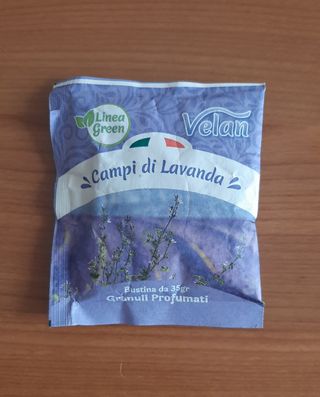 Linea
Green
Velan
Campi di Lavanda
Bustina da 35gr
Granuli Profumati